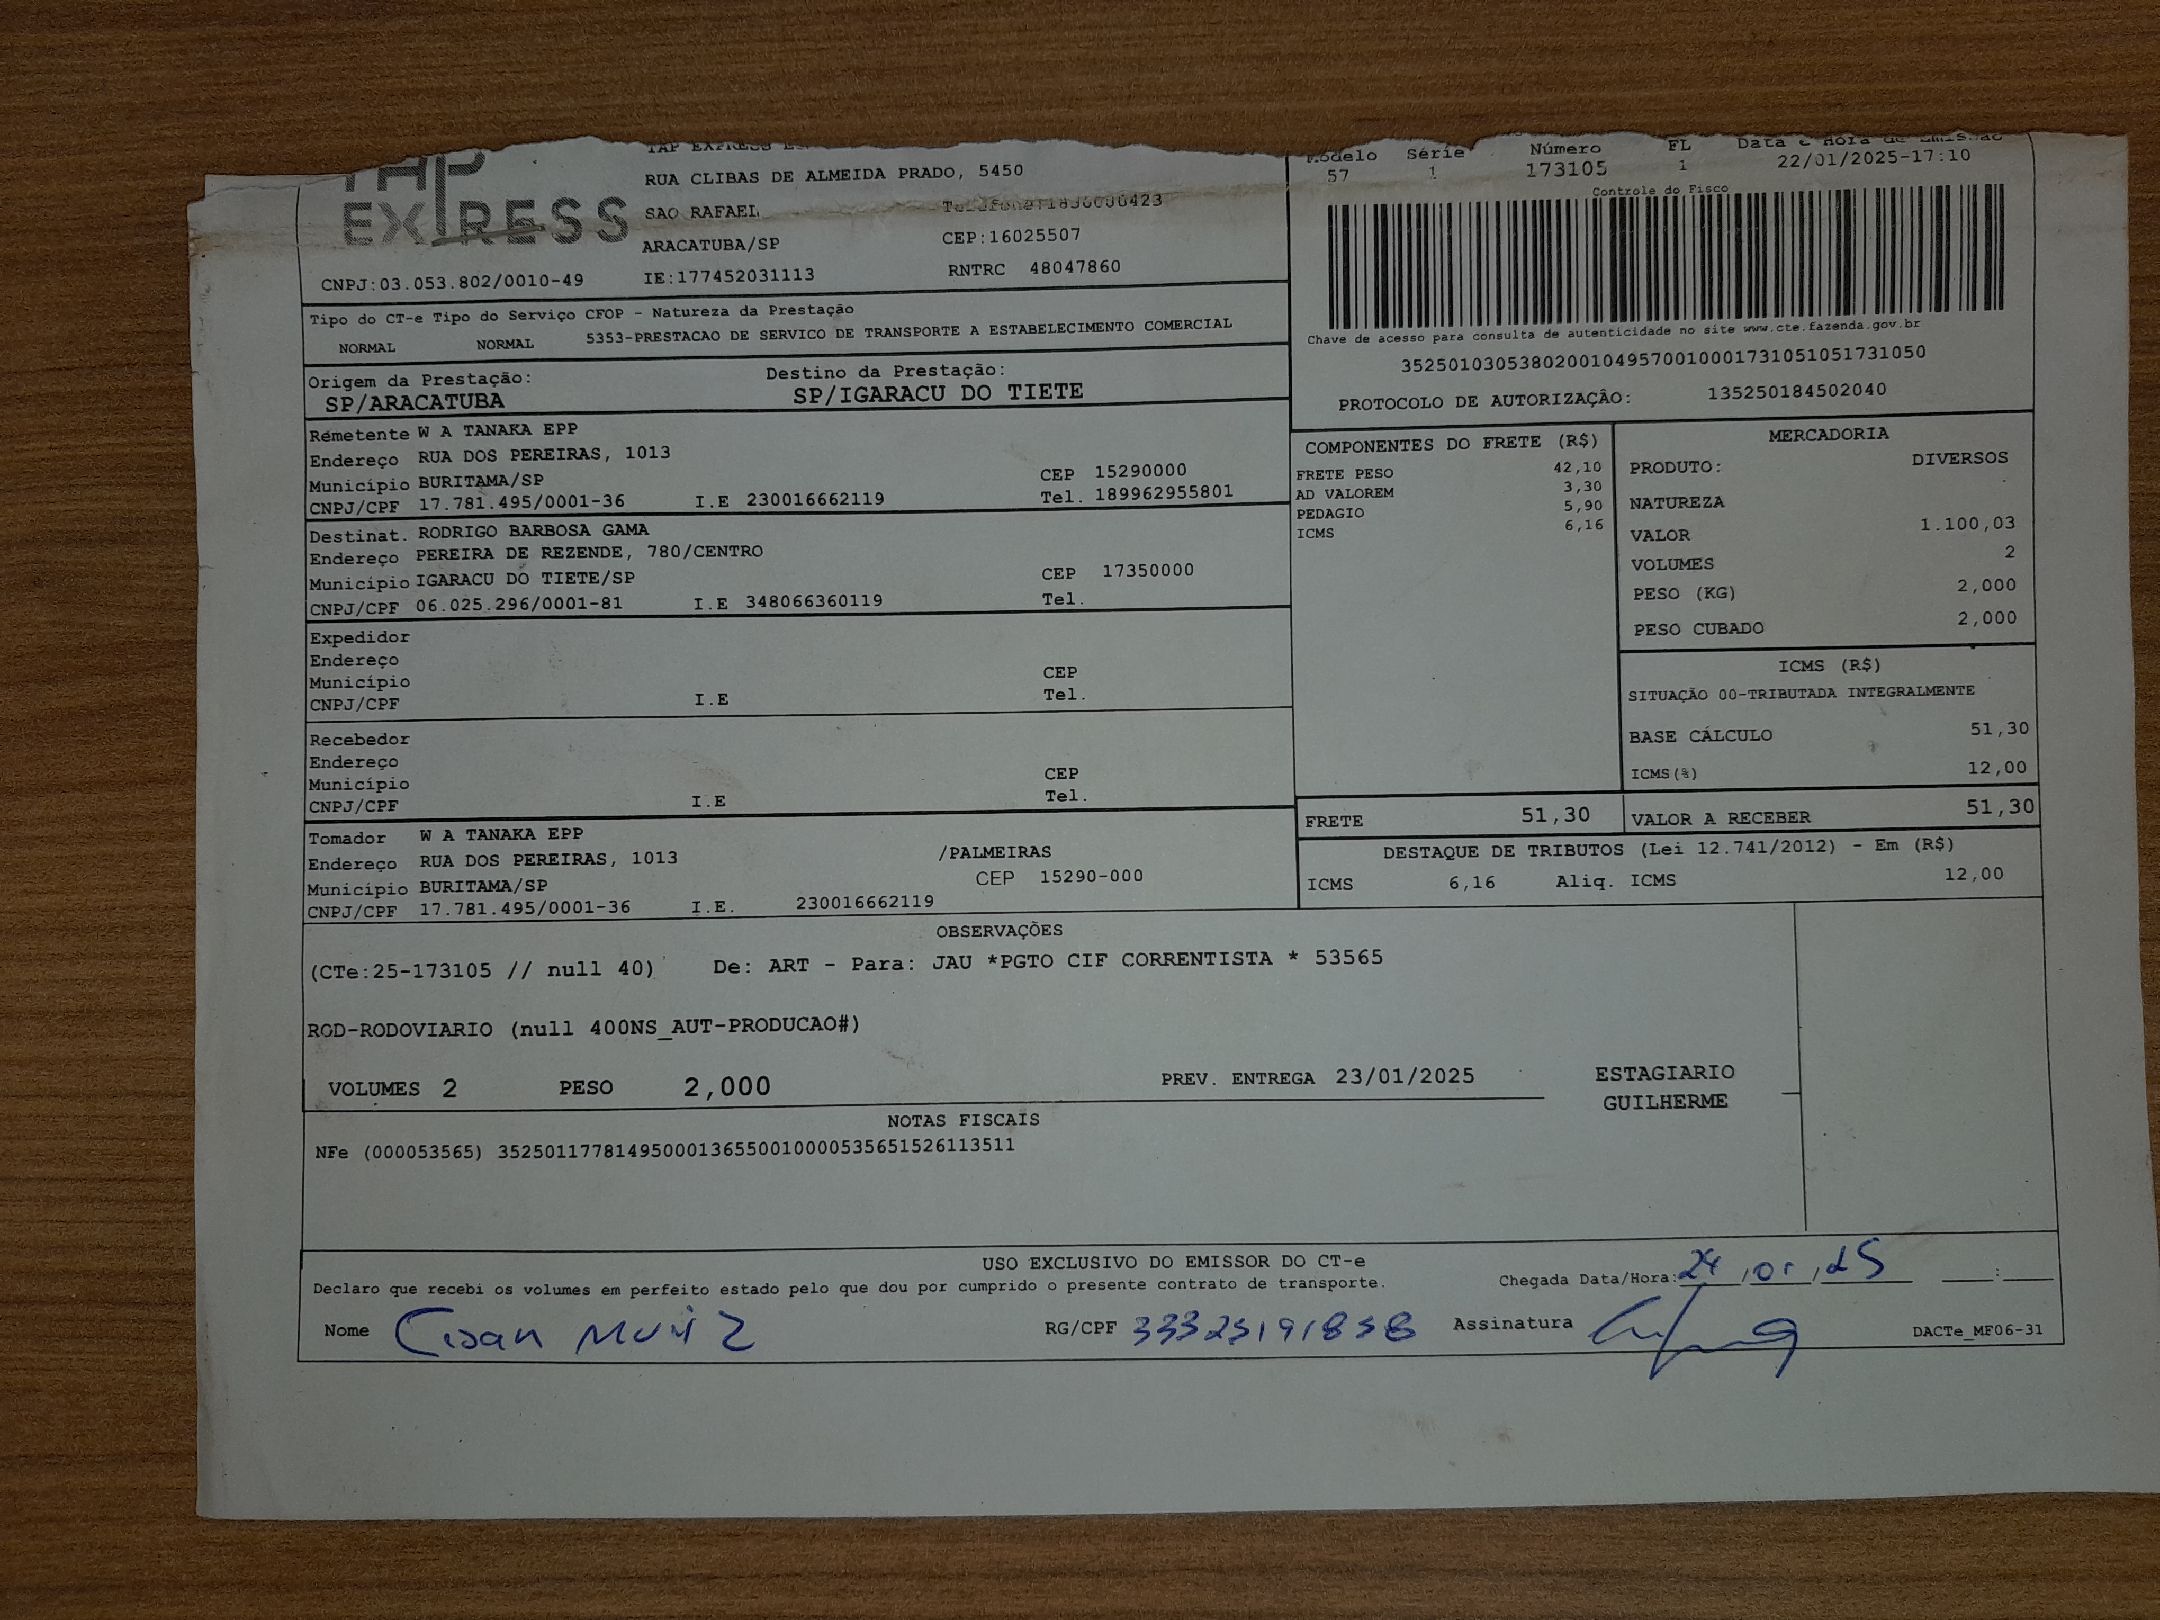 TAP
EXPRESS
TAP EXPRESS
RUA CLIBAS DE ALMEIDA PRADO, 5450
SAO RAFAEL
ARACATUBA/SP CEP:16025507
CNPJ:03.053.802/0010-49 IE:177452031113 RNTRC 48047860
Modelo Série Número FL Data e Hora de Emissão
57 1 173105 1 22/01/2025-17:10
Controle do Fisco
Chave de acesso para consulta de autenticidade no site www.cte.fazenda.gov.br
35250103053802001049570010001731051051731050
PROTOCOLO DE AUTORIZAÇÃO: 135250184502040
Tipo do CT-e Tipo do Serviço CFOP - Natureza da Prestação
NORMAL NORMAL 5353-PRESTACAO DE SERVICO DE TRANSPORTE A ESTABELECIMENTO COMERCIAL
Origem da Prestação: Destino da Prestação:
SP/ARACATUBA SP/IGARACU DO TIETE
Remetente W A TANAKA EPP
Endereço RUA DOS PEREIRAS, 1013
Município BURITAMA/SP CEP 15290000
CNPJ/CPF 17.781.495/0001-36 I.E 230016662119 Tel. 189962955801
Destinat. RODRIGO BARBOSA GAMA
Endereço PEREIRA DE REZENDE, 780/CENTRO
Município IGARACU DO TIETE/SP CEP 17350000
CNPJ/CPF 06.025.296/0001-81 I.E 348066360119 Tel.
Expedidor
Endereço
Município CEP
CNPJ/CPF I.E Tel.
Recebedor
Endereço
Município CEP
CNPJ/CPF I.E Tel.
Tomador W A TANAKA EPP
Endereço RUA DOS PEREIRAS, 1013 /PALMEIRAS
Município BURITAMA/SP CEP 15290-000
CNPJ/CPF 17.781.495/0001-36 I.E. 230016662119
COMPONENTES DO FRETE (R$)
FRETE PESO 42,10
AD VALOREM 3,30
PEDAGIO 5,90
ICMS 6,16
MERCADORIA
PRODUTO: DIVERSOS
NATUREZA
VALOR 1.100,03
VOLUMES 2
PESO (KG) 2,000
PESO CUBADO 2,000
ICMS (R$)
SITUAÇÃO 00-TRIBUTADA INTEGRALMENTE
BASE CÁLCULO 51,30
ICMS(%) 12,00
FRETE 51,30 VALOR A RECEBER 51,30
DESTAQUE DE TRIBUTOS (Lei 12.741/2012) - Em (R$)
ICMS 6,16 Aliq. ICMS 12,00
OBSERVAÇÕES
(CTe:25-173105 // null 40) De: ART - Para: JAU *PGTO CIF CORRENTISTA * 53565
ROD-RODOVIARIO (null 400NS_AUT-PRODUCAO#)
VOLUMES 2 PESO 2,000 PREV. ENTREGA 23/01/2025 ESTAGIARIO
GUILHERME
NOTAS FISCAIS
NFe (000053565) 35250117781495000136550010000535651526113511
USO EXCLUSIVO DO EMISSOR DO CT-e
Declaro que recebi os volumes em perfeito estado pelo que dou por cumprido o presente contrato de transporte. Chegada Data/Hora: 24/01/25 :
Nome RG/CPF 33325191858 Assinatura DACTe_MF06-31